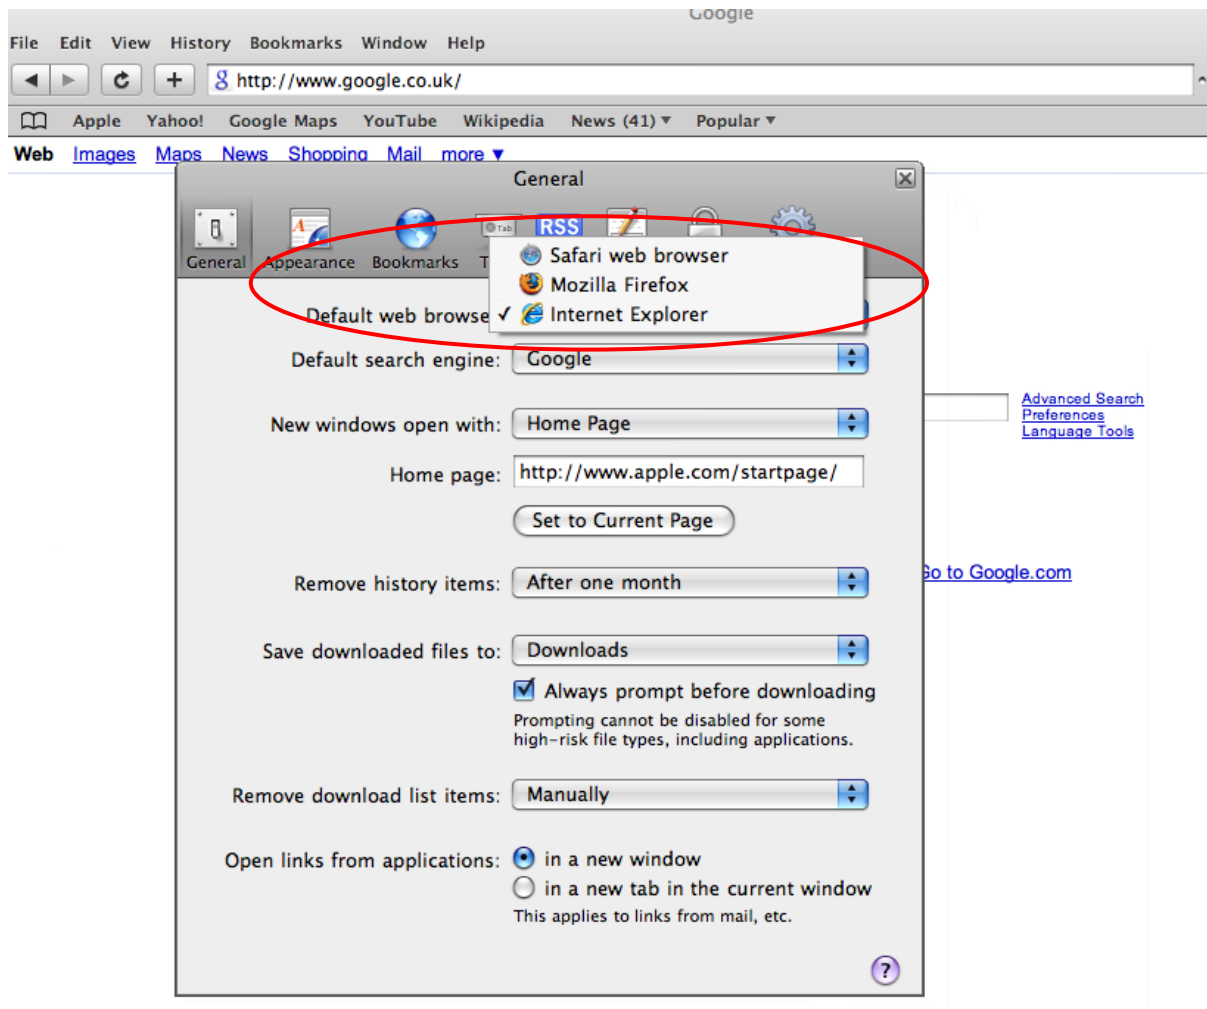 Google
File Edit View History Bookmarks Window Help
http://www.google.co.uk/
Apple Yahoo! Google Maps YouTube Wikipedia News (41) Popular
Web Images Maps News Shopping Mail more
General
Tab RSS
General Appearance Bookmarks T
Safari web browser
Mozilla Firefox
Default web browse ✓ Internet Explorer
Default search engine: Google
Advanced Search
Preferences
Language Tools
New windows open with: Home Page
Home page: http://www.apple.com/startpage/
Set to Current Page
Go to Google.com
Remove history items: After one month
Save downloaded files to: Downloads
Always prompt before downloading
Prompting cannot be disabled for some
high-risk file types, including applications.
Remove download list items: Manually
Open links from applications: in a new window
in a new tab in the current window
This applies to links from mail, etc.
?